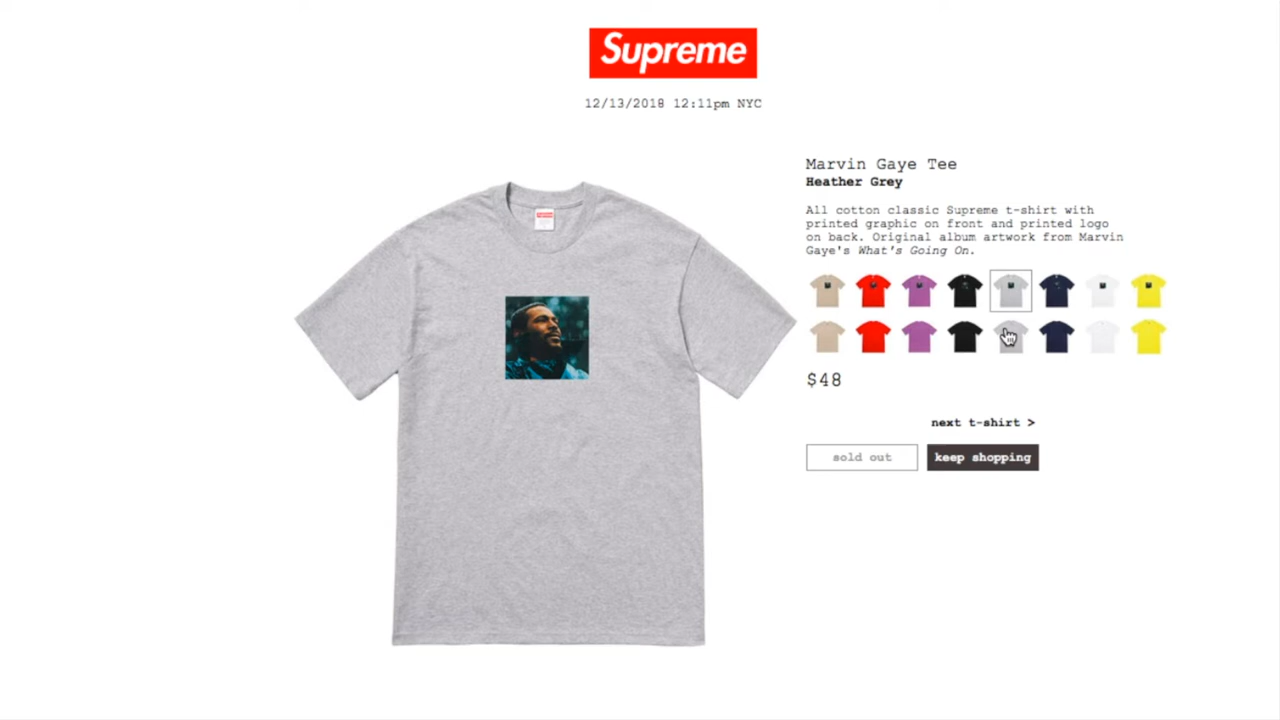 Supreme
12/13/2018 12:11pm NYC
Marvin Gaye Tee
Heather Grey
All cotton classic Supreme t-shirt with
printed graphic on front and printed logo
on back. Original album artwork from Marvin
Gaye's What's Going On.
Supreme
$48
next t-shirt >
sold out
keep shopping